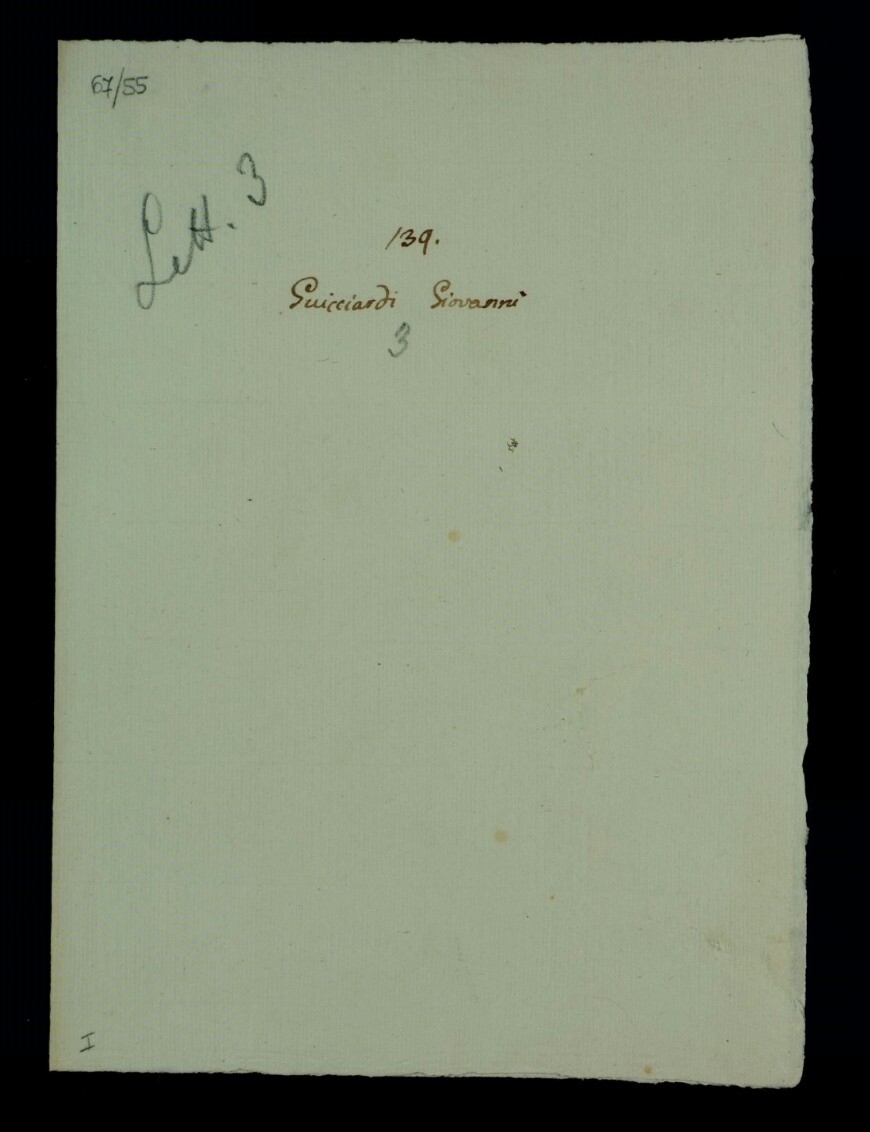 67/55
Lett. 3
139.
Guicciardi Giovanni
3
I